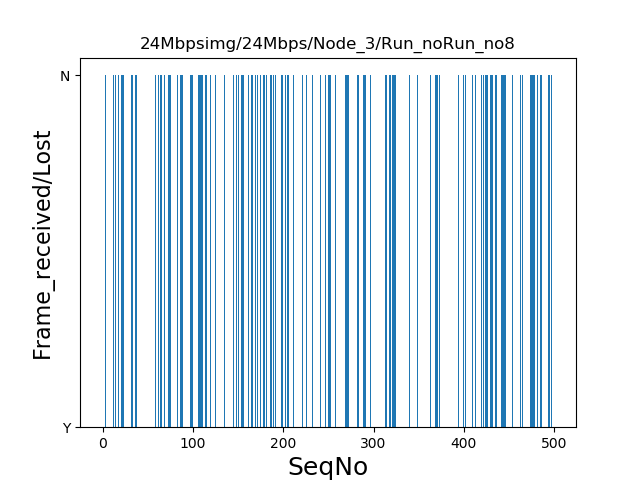 24Mbpsimg/24Mbps/Node_3/Run_noRun_no8
N
Frame_received/Lost
Y
0 100 200 300 400 500
SeqNo